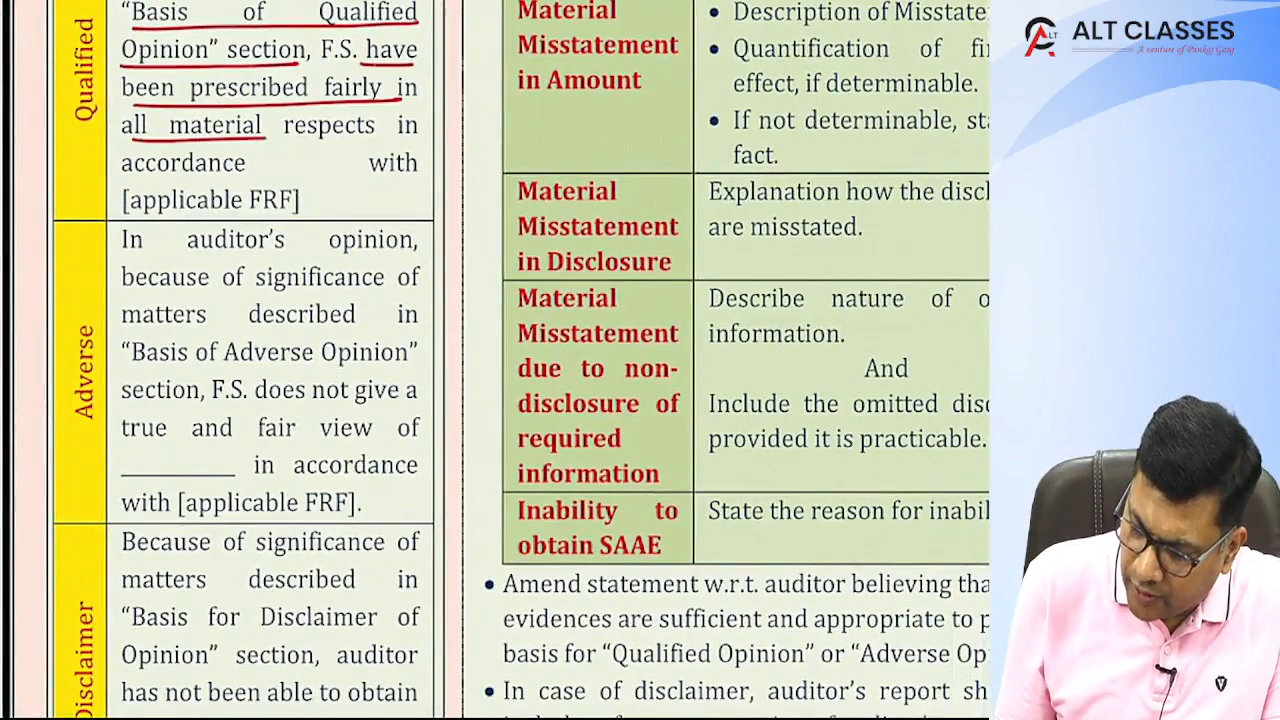 Qualified
“Basis of Qualified
Opinion” section, F.S. have
been prescribed fairly in
all material respects in
accordance with
[applicable FRF]
Adverse
In auditor’s opinion,
because of significance of
matters described in
“Basis of Adverse Opinion”
section, F.S. does not give a
true and fair view of
__________ in accordance
with [applicable FRF].
Disclaimer
Because of significance of
matters described in
“Basis for Disclaimer of
Opinion” section, auditor
has not been able to obtain
Material
Misstatement
in Amount
• Description of Misstate
• Quantification of fi
effect, if determinable.
• If not determinable, sta
fact.
Material
Misstatement
in Disclosure
Explanation how the discl
are misstated.
Material
Misstatement
due to non-
disclosure of
required
information
Describe nature of o
information.
And
Include the omitted disc
provided it is practicable.
Inability to
obtain SAAE
State the reason for inabil
• Amend statement w.r.t. auditor believing tha
evidences are sufficient and appropriate to p
basis for “Qualified Opinion” or “Adverse Op
• In case of disclaimer, auditor’s report sh
ALT
ALT CLASSES
A venture of Pankaj Garg